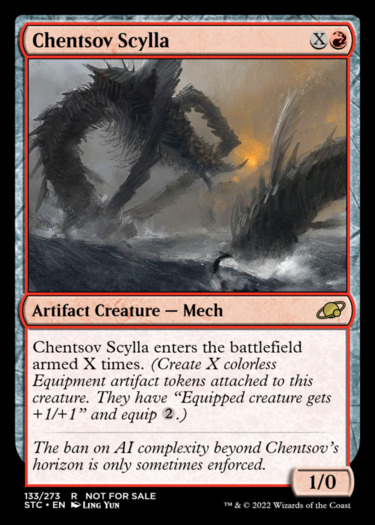 Chentsov Scylla X
Artifact Creature — Mech
Chentsov Scylla enters the battlefield
armed X times. (Create X colorless
Equipment artifact tokens attached to this
creature. They have “Equipped creature gets
+1/+1” and equip 2.)
The ban on AI complexity beyond Chentsov’s
horizon is only sometimes enforced.
1/0
133/273 R NOT FOR SALE
STC • EN Ling Yun
™ & © 2022 Wizards of the Coast